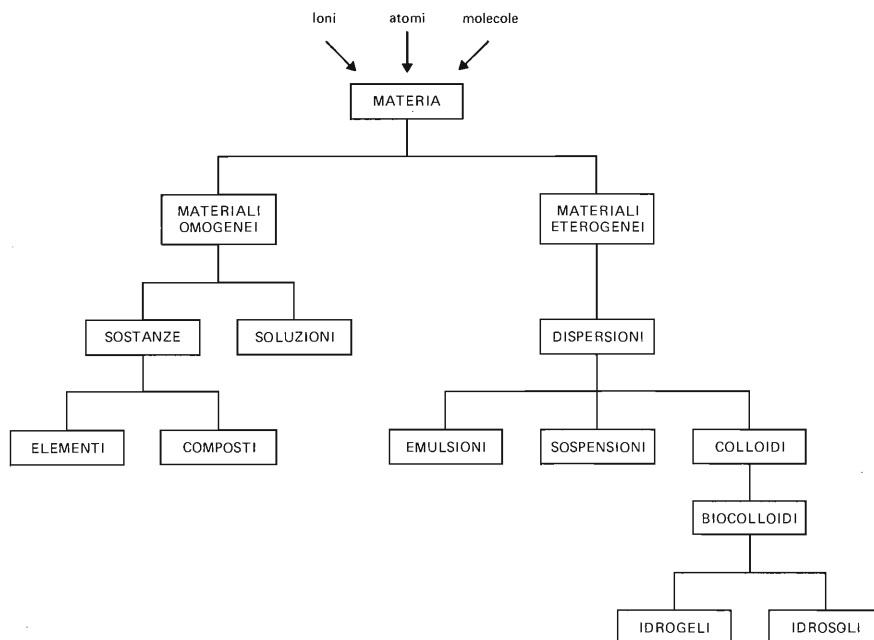 Ioni atomi molecole
MATERIA
MATERIALI
OMOGENEI
MATERIALI
ETEROGENEI
SOSTANZE
SOLUZIONI
DISPERSIONI
ELEMENTI
COMPOSTI
EMULSIONI
SOSPENSIONI
COLLOIDI
BIOCOLLOIDI
IDROGELI
IDROSOLI